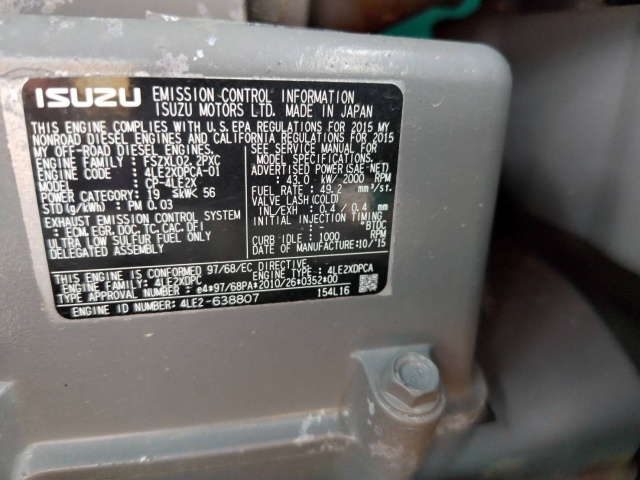 ISUZU EMISSION CONTROL INFORMATION
ISUZU MOTORS LTD. MADE IN JAPAN
THIS ENGINE COMPLIES WITH U.S. EPA REGULATIONS FOR 2015 MY
NONROAD DIESEL ENGINES AND CALIFORNIA REGULATIONS FOR 2015
MY OFF-ROAD DIESEL ENGINES.
ENGINE FAMILY : FSZXL02.2PXC
ENGINE TYPE : 4LE2XDPCA-01
MODEL : CP-4LE2X
POWER CATEGORY : 19 ≤kW< 56
STD (g/kWh) : PM 0.03
EXHAUST EMISSION CONTROL SYSTEM
: ECM, EGR, DOC, TC, CAC, DFI
ULTRA LOW SULFUR FUEL ONLY
DELEGATED ASSEMBLY
SEE SERVICE MANUAL FOR
MODEL SPECIFICATIONS.
ADVERTISED POWER (SAE-NET)
: 43.0 kW/ 2000 RPM
FUEL RATE : 49.2 mm³/st.
VALVE LASH (COLD)
INL/EXH : 0.4 / 0.4 mm
INITIAL INJECTION TIMING
: - °BTDC
CURB IDLE : 1000 RPM
DATE OF MANUFACTURE:10/'15
THIS ENGINE IS CONFORMED 97/68/EC DIRECTIVE.
ENGINE FAMILY: 4LE2XDPC ENGINE TYPE: 4LE2XDPCA
TYPE APPROVAL NUMBER: e4*97/68PA*2010/26*0352*00
ENGINE ID NUMBER: 4LE2-638807 154L16